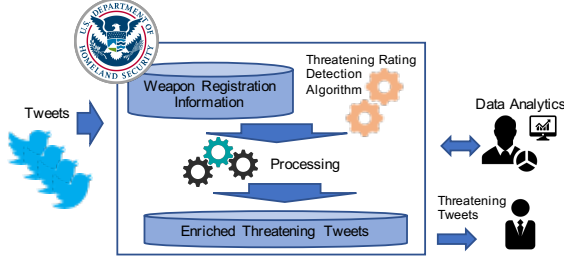 U.S. DEPARTMENT OF
HOMELAND SECURITY
Tweets
Weapon Registration
Information
Threatening Rating
Detection
Algorithm
Processing
Enriched Threatening Tweets
Data Analytics
Threatening
Tweets